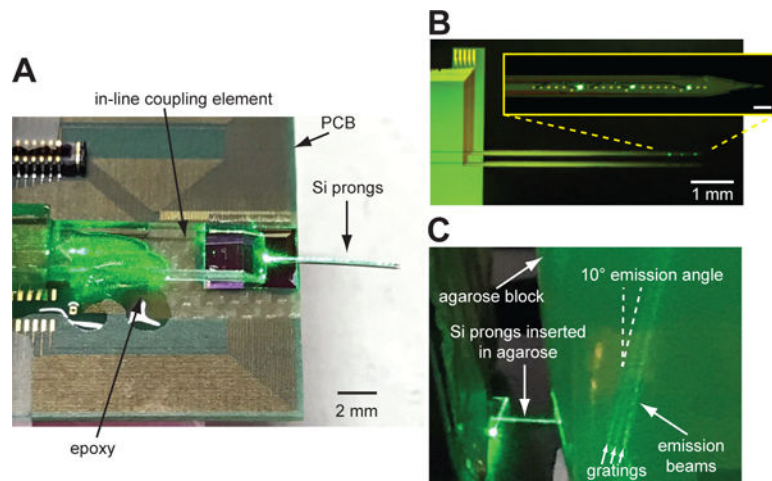 A
in-line coupling element
PCB
Si prongs
epoxy
2 mm
B
1 mm
C
10° emission angle
agarose block
Si prongs inserted
in agarose
emission
beams
gratings